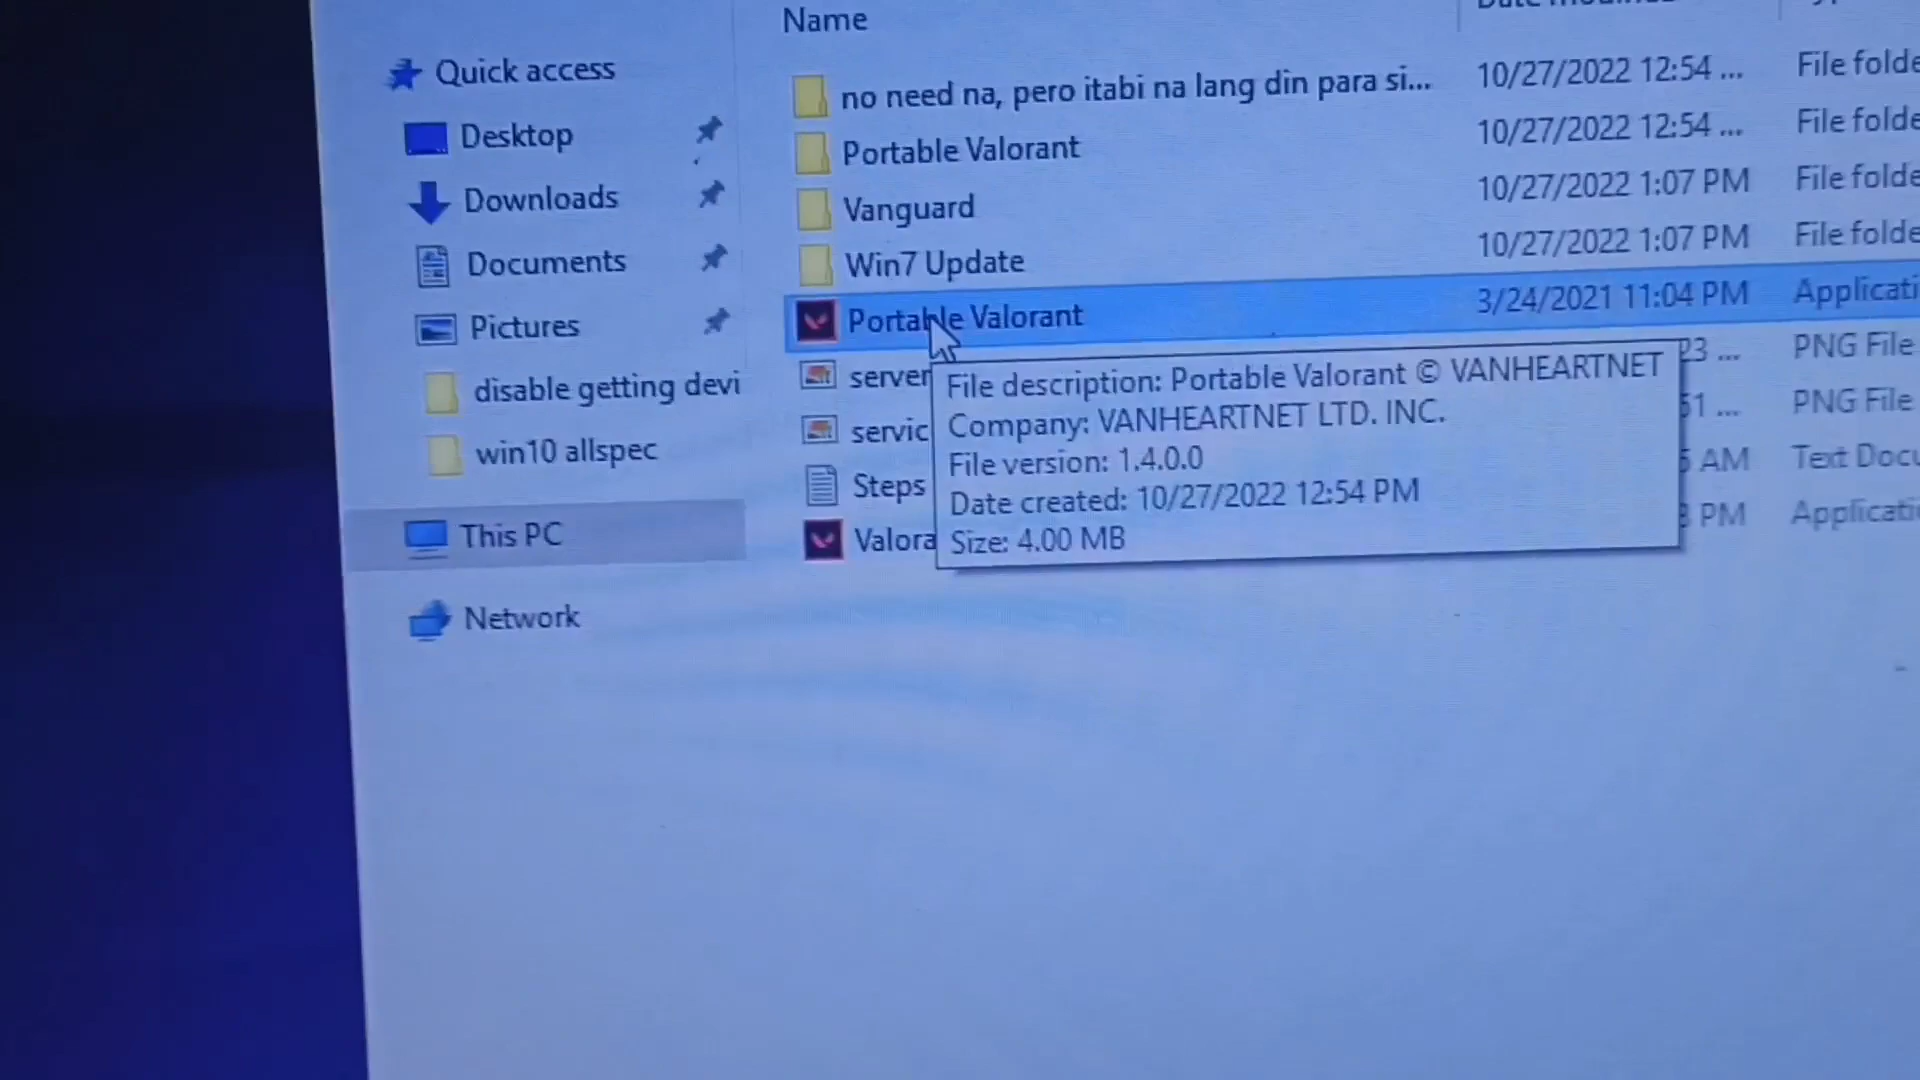 Name
Quick access
Desktop
Downloads
Documents
Pictures
disable getting devi
win10 allspec
This PC
Network
no need na, pero itabi na lang din para si... 10/27/2022 12:54 ... File folde
Portable Valorant 10/27/2022 12:54 ... File folde
Vanguard 10/27/2022 1:07 PM File folde
Win7 Update 10/27/2022 1:07 PM File folde
Portable Valorant 3/24/2021 11:04 PM Applicati
server 23 ... PNG File
servic 51 ... PNG File
Steps AM Text Docu
Valora PM Applicati
File description: Portable Valorant © VANHEARTNET
Company: VANHEARTNET LTD. INC.
File version: 1.4.0.0
Date created: 10/27/2022 12:54 PM
Size: 4.00 MB